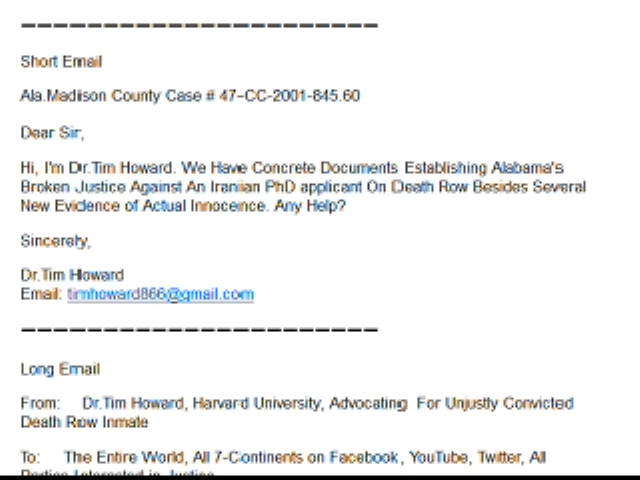 Short Email
Ala.Madison County Case # 47-CC-2001-845.60
Dear Sir,
Hi, I'm Dr.Tim Howard. We Have Concrete Documents Establishing Alabama's
Broken Justice Against An Iranian PhD applicant On Death Row Besides Several
New Evidence of Actual Innocence. Any Help?
Sincerely,
Dr.Tim Howard
Email: timhoward866@gmail.com
Long Email
From: Dr.Tim Howard, Harvard University, Advocating For Unjustly Convicted
Death Row Inmate
To: The Entire World, All 7-Continents on Facebook, YouTube, Twitter, All
Parties Interested in Justice